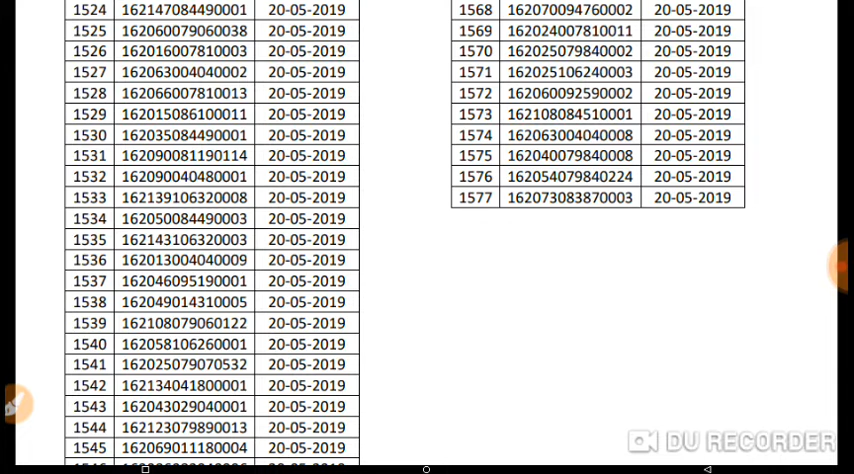 1524 162147084490001 20-05-2019
1525 162060079060038 20-05-2019
1526 162016007810003 20-05-2019
1527 162063004040002 20-05-2019
1528 162066007810013 20-05-2019
1529 162015086100011 20-05-2019
1530 162035084490001 20-05-2019
1531 162090081190114 20-05-2019
1532 162090040480001 20-05-2019
1533 162139106320008 20-05-2019
1534 162050084490003 20-05-2019
1535 162143106320003 20-05-2019
1536 162013004040009 20-05-2019
1537 162046095190001 20-05-2019
1538 162049014310005 20-05-2019
1539 162108079060122 20-05-2019
1540 162058106260001 20-05-2019
1541 162025079070532 20-05-2019
1542 162134041800001 20-05-2019
1543 162043029040001 20-05-2019
1544 162123079890013 20-05-2019
1545 162069011180004 20-05-2019
1568 162070094760002 20-05-2019
1569 162024007810011 20-05-2019
1570 162025079840002 20-05-2019
1571 162025106240003 20-05-2019
1572 162060092590002 20-05-2019
1573 162108084510001 20-05-2019
1574 162063004040008 20-05-2019
1575 162040079840008 20-05-2019
1576 162054079840224 20-05-2019
1577 162073083870003 20-05-2019
DU RECORDER